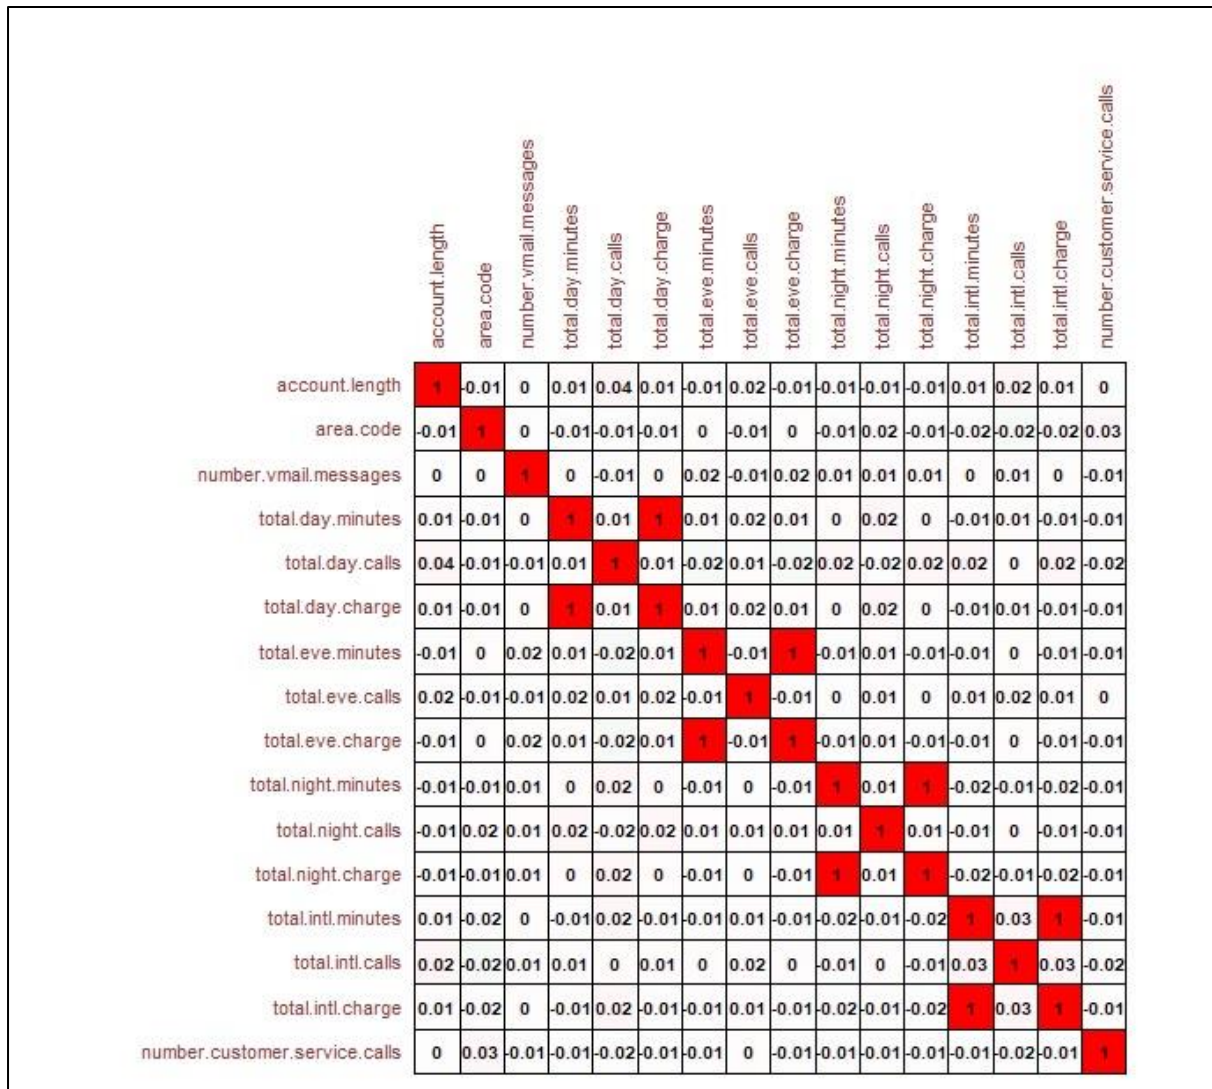 account.length
area.code
number.vmail.messages
total.day.minutes
total.day.calls
total.day.charge
total.eve.minutes
total.eve.calls
total.eve.charge
total.night.minutes
total.night.calls
total.night.charge
total.intl.minutes
total.intl.calls
total.intl.charge
number.customer.service.calls
account.length 1 -0.01 0 0.01 0.04 0.01 -0.01 0.02 -0.01 -0.01 -0.01 -0.01 0.01 0.02 0.01 0
area.code -0.01 1 0 -0.01 -0.01 -0.01 0 -0.01 0 -0.01 0.02 -0.01 -0.02 -0.02 -0.02 0.03
number.vmail.messages 0 0 1 0 -0.01 0 0.02 -0.01 0.02 0.01 0.01 0.01 0 0.01 0 -0.01
total.day.minutes 0.01 -0.01 0 1 0.01 1 0.01 0.02 0.01 0 0.02 0 -0.01 0.01 -0.01 -0.01
total.day.calls 0.04 -0.01 -0.01 0.01 1 0.01 -0.02 0.01 -0.02 0.02 -0.02 0.02 0.02 0 0.02 -0.02
total.day.charge 0.01 -0.01 0 1 0.01 1 0.01 0.02 0.01 0 0.02 0 -0.01 0.01 -0.01 -0.01
total.eve.minutes -0.01 0 0.02 0.01 -0.02 0.01 1 -0.01 1 -0.01 0.01 -0.01 -0.01 0 -0.01 -0.01
total.eve.calls 0.02 -0.01 -0.01 0.02 0.01 0.02 -0.01 1 -0.01 0 0.01 0 0.01 0.02 0.01 0
total.eve.charge -0.01 0 0.02 0.01 -0.02 0.01 1 -0.01 1 -0.01 0.01 -0.01 -0.01 0 -0.01 -0.01
total.night.minutes -0.01 -0.01 0.01 0 0.02 0 -0.01 0 -0.01 1 0.01 1 -0.02 -0.01 -0.02 -0.01
total.night.calls -0.01 0.02 0.01 0.02 -0.02 0.02 0.01 0.01 0.01 0.01 1 0.01 -0.01 0 -0.01 -0.01
total.night.charge -0.01 -0.01 0.01 0 0.02 0 -0.01 0 -0.01 1 0.01 1 -0.02 -0.01 -0.02 -0.01
total.intl.minutes 0.01 -0.02 0 -0.01 0.02 -0.01 -0.01 0.01 -0.01 -0.02 -0.01 -0.02 1 0.03 1 -0.01
total.intl.calls 0.02 -0.02 0.01 0.01 0 0.01 0 0.02 0 -0.01 0 -0.01 0.03 1 0.03 -0.02
total.intl.charge 0.01 -0.02 0 -0.01 0.02 -0.01 -0.01 0.01 -0.01 -0.02 -0.01 -0.02 1 0.03 1 -0.01
number.customer.service.calls 0 0.03 -0.01 -0.01 -0.02 -0.01 -0.01 0 -0.01 -0.01 -0.01 -0.01 -0.01 -0.02 -0.01 1